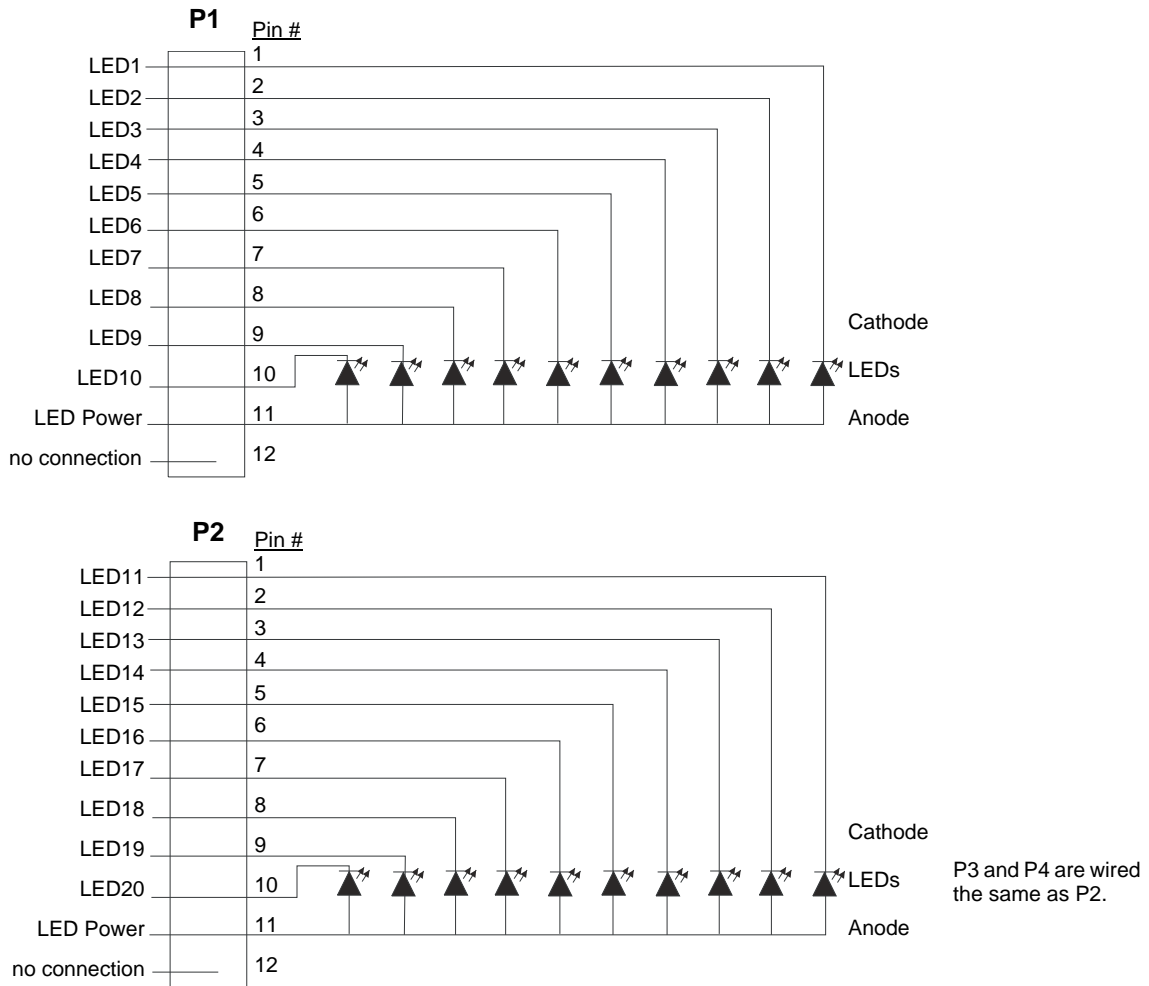 P1
Pin #
LED1 1
LED2 2
LED3 3
LED4 4
LED5 5
LED6 6
LED7 7
LED8 8
Cathode
LED9 9
LED10 10 LEDs
LED Power 11 Anode
no connection 12
P2
Pin #
LED11 1
LED12 2
LED13 3
LED14 4
LED15 5
LED16 6
LED17 7
LED18 8
Cathode
LED19 9
LED20 10 LEDs
P3 and P4 are wired
the same as P2.
LED Power 11 Anode
no connection 12